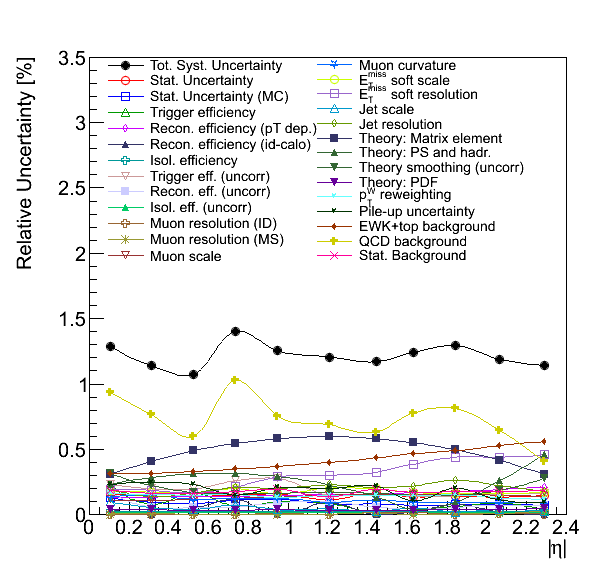 Relative Uncertainty [%]
3.5
3
2.5
2
1.5
1
0.5
0
Tot. Syst. Uncertainty
Stat. Uncertainty
Stat. Uncertainty (MC)
Trigger efficiency
Recon. efficiency (pT dep.)
Recon. efficiency (id-calo)
Isol. efficiency
Trigger eff. (uncorr)
Recon. eff. (uncorr)
Isol. eff. (uncorr)
Muon resolution (ID)
Muon resolution (MS)
Muon scale
Muon curvature
E_T^miss soft scale
E_T^miss soft resolution
Jet scale
Jet resolution
Theory: Matrix element
Theory: PS and hadr.
Theory smoothing (uncorr)
Theory: PDF
p_T^W reweighting
Pile-up uncertainty
EWK+top background
QCD background
Stat. Background
0 0.2 0.4 0.6 0.8 1 1.2 1.4 1.6 1.8 2 2.2 2.4
|η|